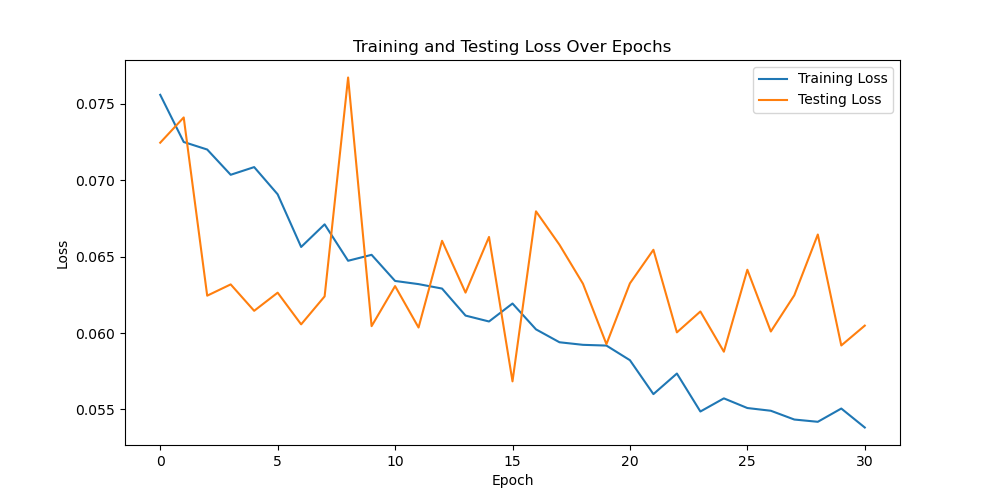 Training and Testing Loss Over Epochs
Training Loss
Testing Loss
0.075
0.070
0.065
0.060
0.055
Loss
0 5 10 15 20 25 30
Epoch